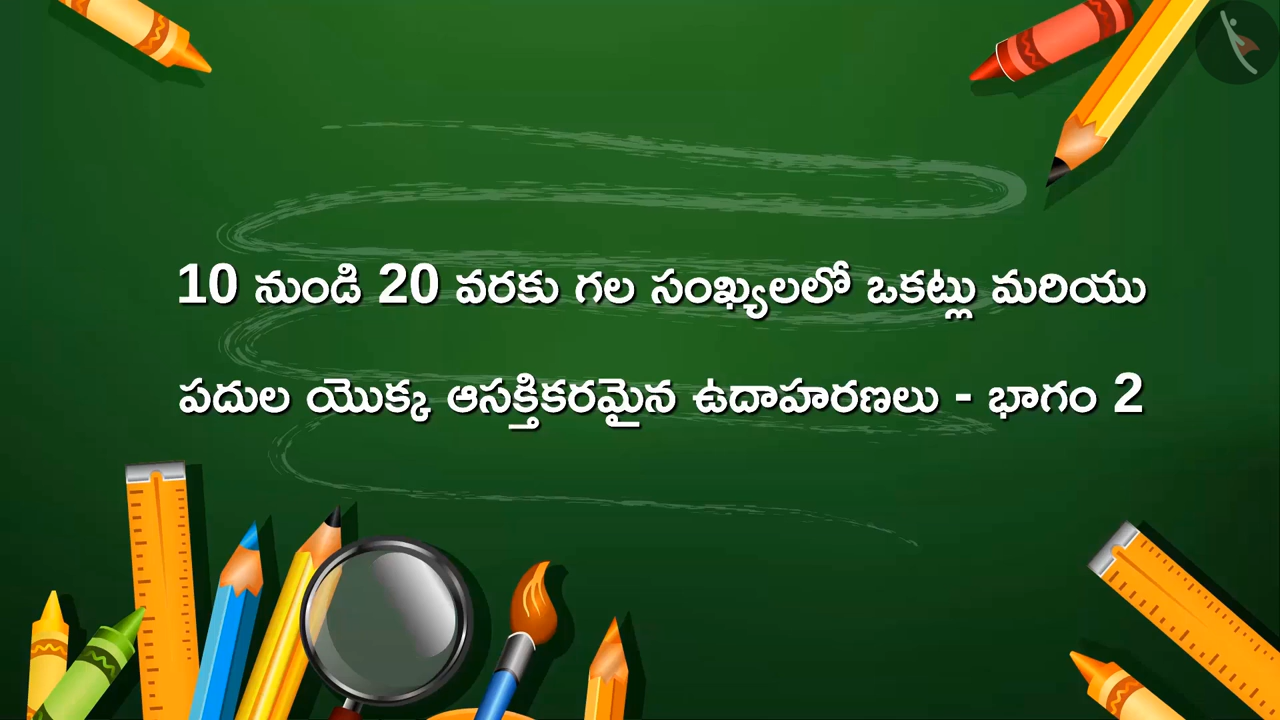 10 నుండి 20 వరకు గల సంఖ్యలలో ఒకట్లు మరియు
పదుల యొక్క ఆసక్తికరమైన ఉదాహరణలు - భాగం 2